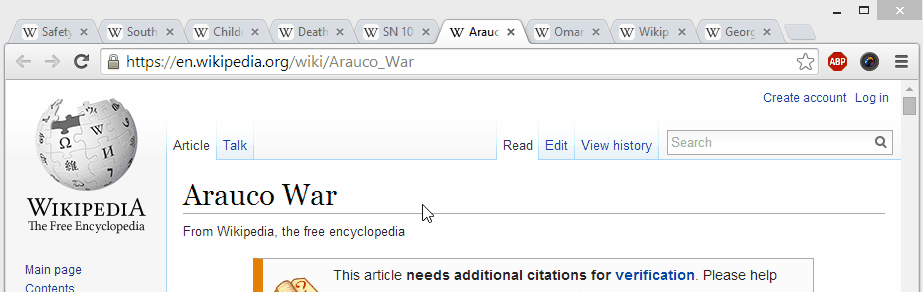 Safety South Childr Death SN 10 Arauc Omar Wikip Georg
https://en.wikipedia.org/wiki/Arauco_War ABP
Create account Log in
Article Talk Read Edit View history Search
Arauco War
WIKIPEDIA
The Free Encyclopedia
From Wikipedia, the free encyclopedia
Main page
This article needs additional citations for verification. Please help
Contents